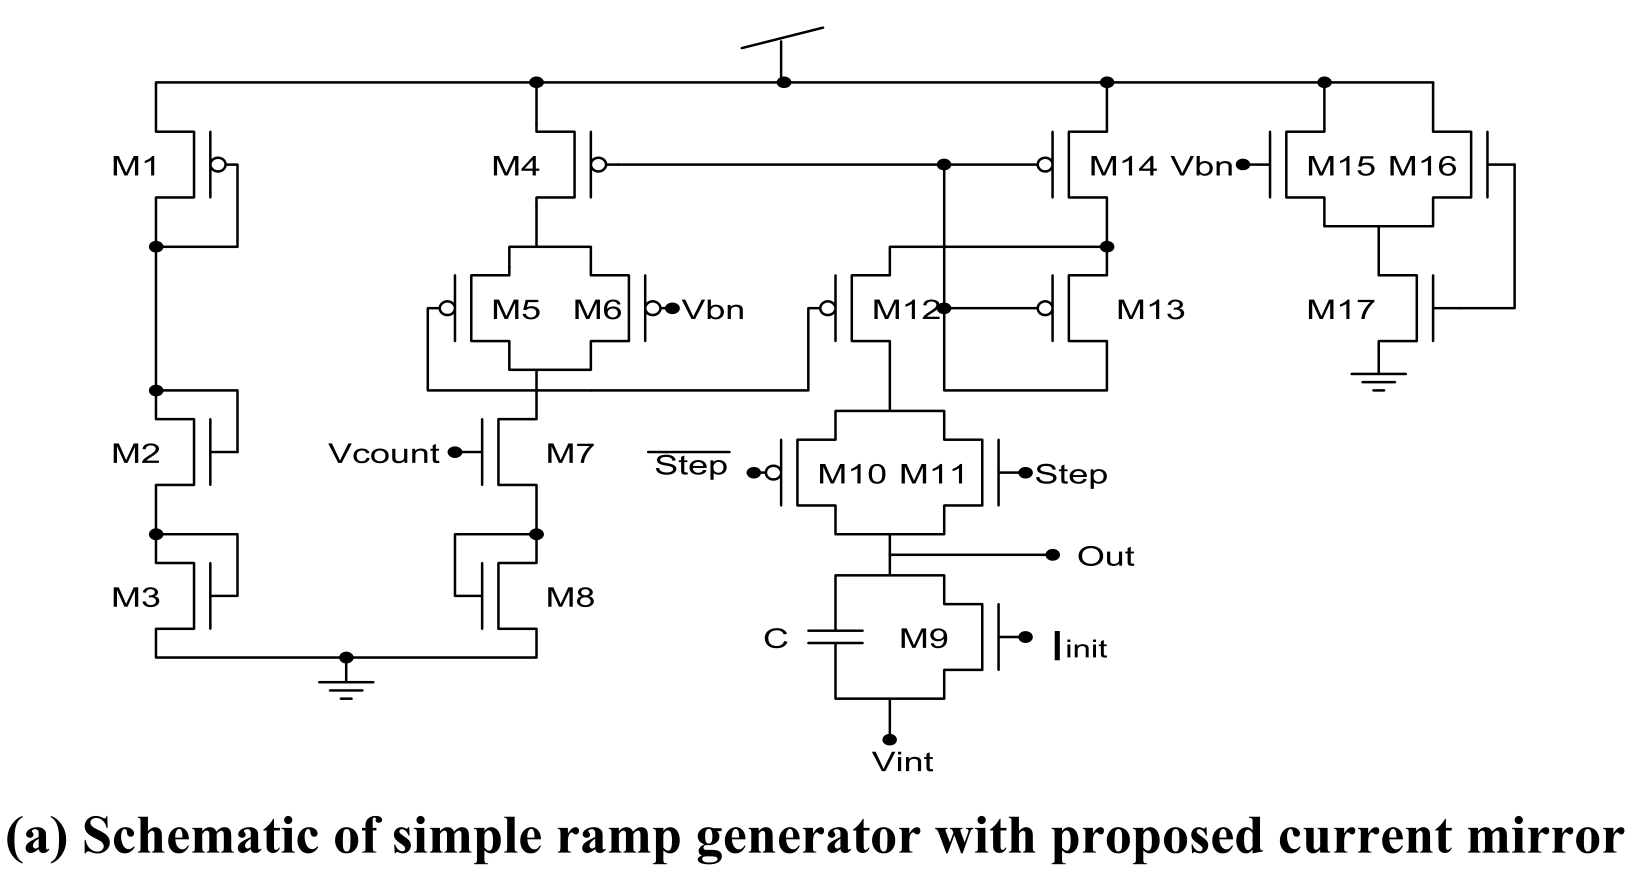 M1 M4 M14 Vbn M15 M16
M5 M6 Vbn M12 M13 M17
M2 Vcount M7 Step M10 M11 Step
Out
M3 M8 C M9 Iinit
Vint
(a) Schematic of simple ramp generator with proposed current mirror